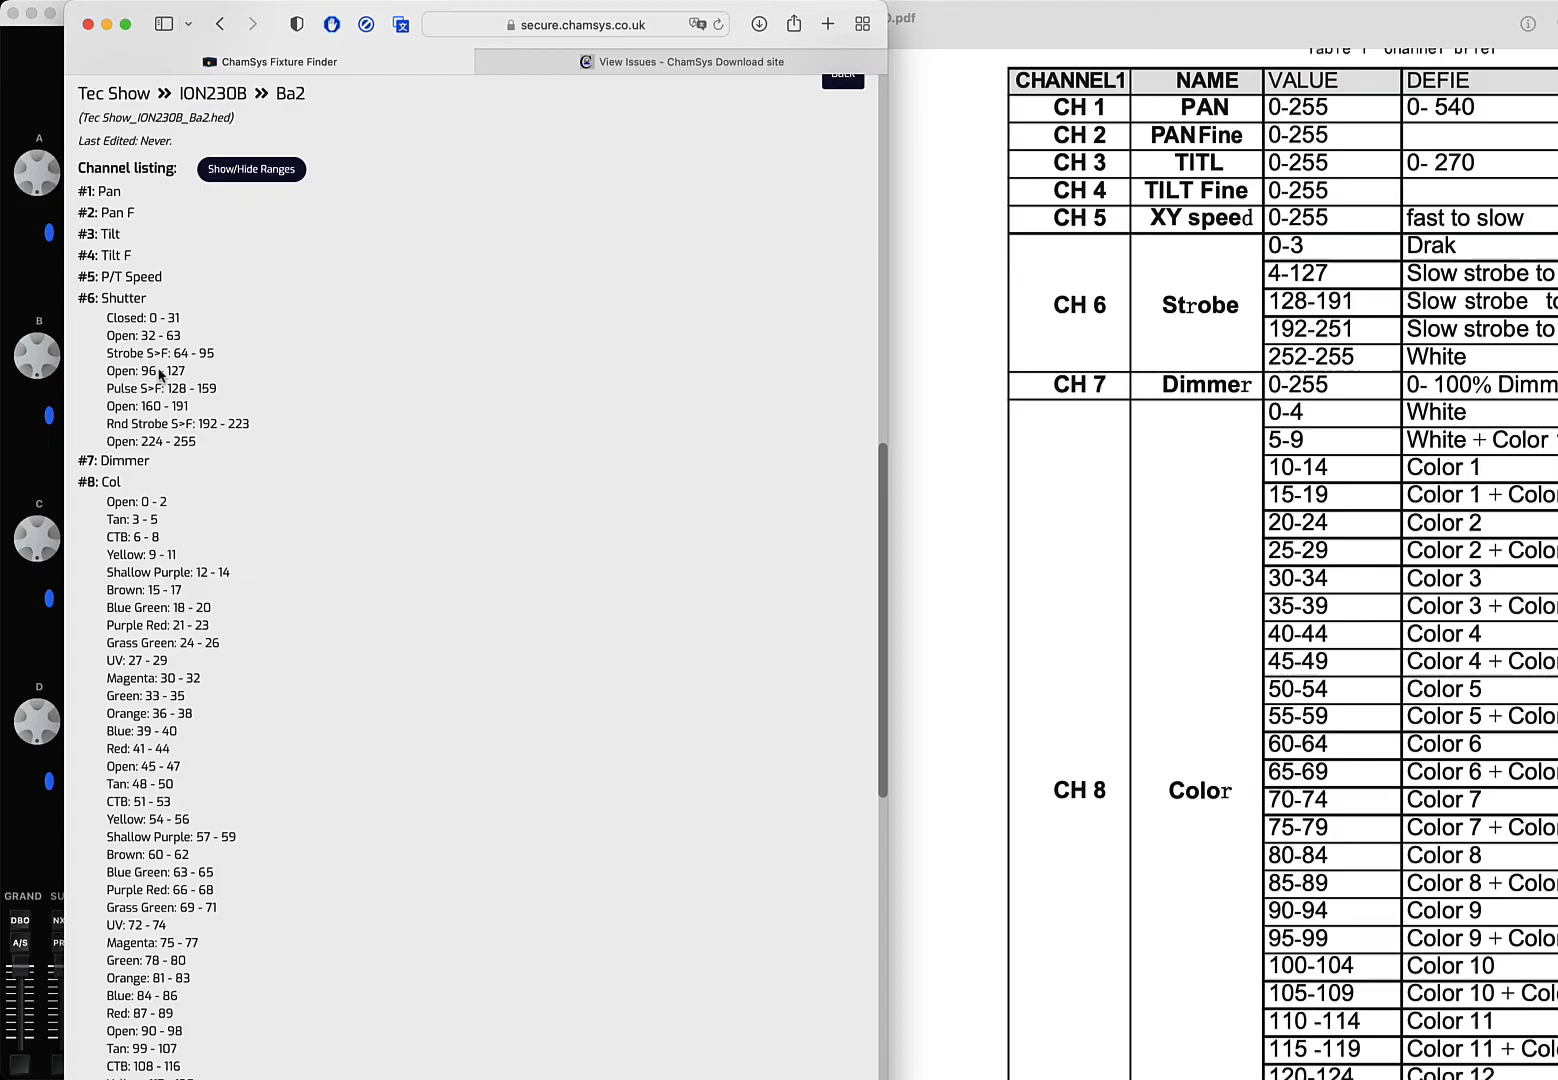 secure.chamsys.co.uk
.pdf
ChamSys Fixture Finder
View Issues - ChamSys Download site
Back
Tec Show » ION230B » Ba2
(Tec Show_ION230B_Ba2.hed)
Last Edited: Never.
Channel listing:
Show/Hide Ranges
#1: Pan
#2: Pan F
#3: Tilt
#4: Tilt F
#5: P/T Speed
#6: Shutter
Closed: 0 - 31
Open: 32 - 63
Strobe S>F: 64 - 95
Open: 96 - 127
Pulse S>F: 128 - 159
Open: 160 - 191
Rnd Strobe S>F: 192 - 223
Open: 224 - 255
#7: Dimmer
#8: Col
Open: 0 - 2
Tan: 3 - 5
CTB: 6 - 8
Yellow: 9 - 11
Shallow Purple: 12 - 14
Brown: 15 - 17
Blue Green: 18 - 20
Purple Red: 21 - 23
Grass Green: 24 - 26
UV: 27 - 29
Magenta: 30 - 32
Green: 33 - 35
Orange: 36 - 38
Blue: 39 - 40
Red: 41 - 44
Open: 45 - 47
Tan: 48 - 50
CTB: 51 - 53
Yellow: 54 - 56
Shallow Purple: 57 - 59
Brown: 60 - 62
Blue Green: 63 - 65
Purple Red: 66 - 68
Grass Green: 69 - 71
UV: 72 - 74
Magenta: 75 - 77
Green: 78 - 80
Orange: 81 - 83
Blue: 84 - 86
Red: 87 - 89
Open: 90 - 98
Tan: 99 - 107
CTB: 108 - 116
A
B
C
D
GRAND SU
DBO NX
A/S PR
Table 1 Channel brief
CHANNEL1 NAME VALUE DEFIE
CH 1 PAN 0-255 0- 540
CH 2 PAN Fine 0-255
CH 3 TITL 0-255 0- 270
CH 4 TILT Fine 0-255
CH 5 XY speed 0-255 fast to slow
CH 6 Strobe
0-3 Drak
4-127 Slow strobe to
128-191 Slow strobe to
192-251 Slow strobe to
252-255 White
CH 7 Dimmer 0-255 0- 100% Dimm
CH 8 Color
0-4 White
5-9 White + Color
10-14 Color 1
15-19 Color 1 + Colo
20-24 Color 2
25-29 Color 2 + Colo
30-34 Color 3
35-39 Color 3 + Colo
40-44 Color 4
45-49 Color 4 + Colo
50-54 Color 5
55-59 Color 5 + Colo
60-64 Color 6
65-69 Color 6 + Colo
70-74 Color 7
75-79 Color 7 + Colo
80-84 Color 8
85-89 Color 8 + Colo
90-94 Color 9
95-99 Color 9 + Colo
100-104 Color 10
105-109 Color 10 + Col
110 -114 Color 11
115 -119 Color 11 + Co
120-124 Color 12